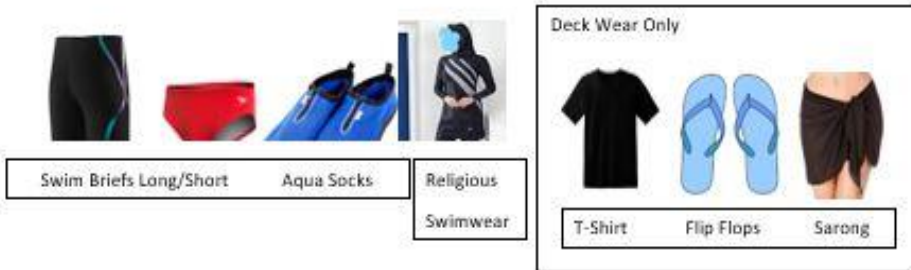 Deck Wear Only
Swim Briefs Long/Short Aqua Socks
Religious
Swimwear
T-Shirt Flip Flops Sarong